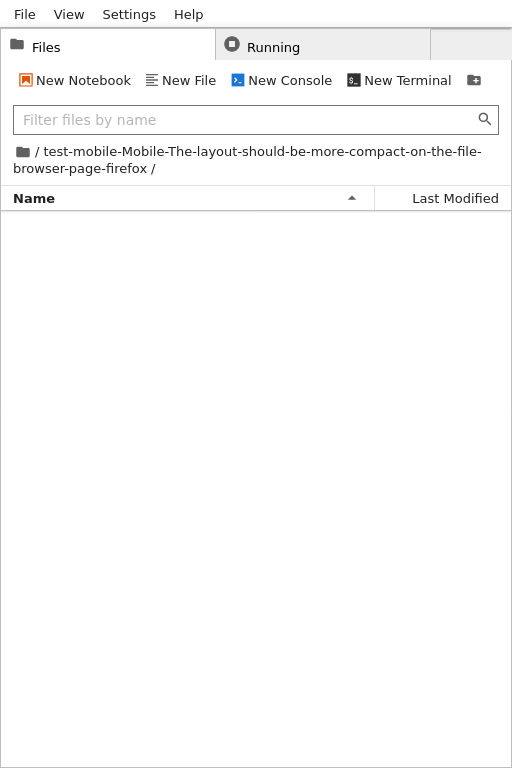 File View Settings Help
Files Running
New Notebook New File New Console New Terminal
Filter files by name
/ test-mobile-Mobile-The-layout-should-be-more-compact-on-the-file-
browser-page-firefox /
Name Last Modified